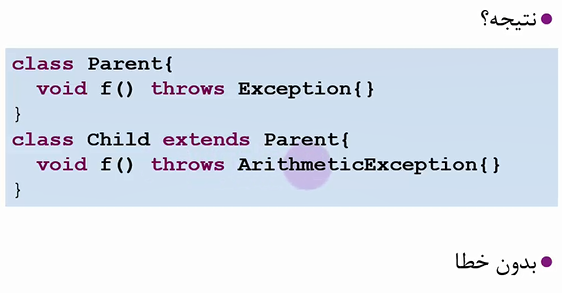 نتیجه؟
class Parent{
void f() throws Exception{}
}
class Child extends Parent{
void f() throws ArithmeticException{}
}
بدون خطا